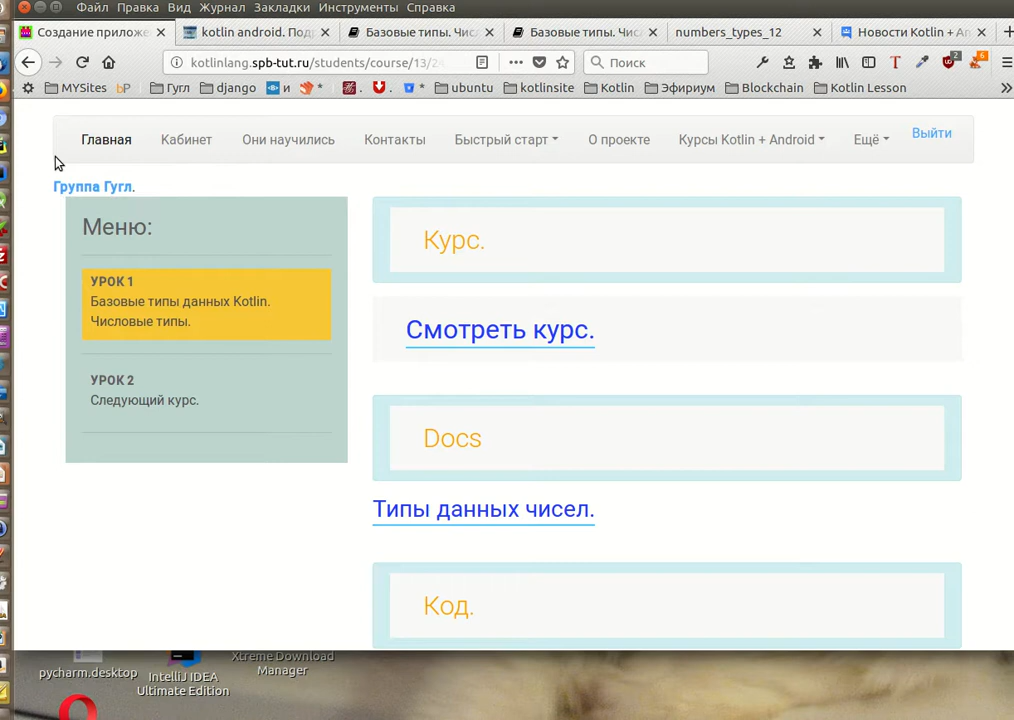 Файл Правка Вид Журнал Закладки Инструменты Справка
Создание приложе kotlin android. Под Базовые типы. Чис Базовые типы. Чис numbers_types_12 Новости Kotlin + An
kotlinlang.spb-tut.ru/students/course/13/24 Поиск 2 6
MYSites bP Гугл django и * . . * ubuntu kotlinsite Kotlin Эфириум Blockchain Kotlin Lesson
Главная Кабинет Они научились Контакты Быстрый старт О проекте Курсы Kotlin + Android Ещё Выйти
Группа Гугл.
Меню:
УРОК 1
Базовые типы данных Kotlin.
Числовые типы.
УРОК 2
Следующий курс.
Курс.
Смотреть курс.
Docs
Типы данных чисел.
Код.
pycharm.desktop
IntelliJ IDEA
Ultimate Edition
Xtreme Download
Manager